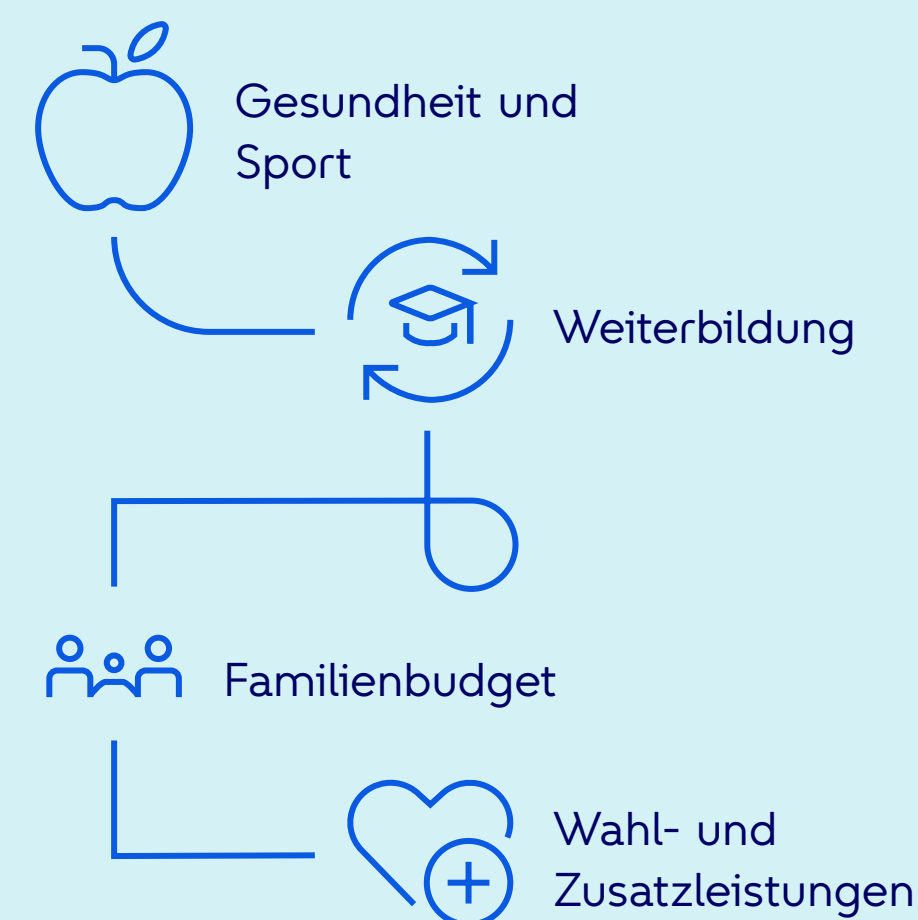 Gesundheit und
Sport
Weiterbildung
Familienbudget
Wahl- und
Zusatzleistungen